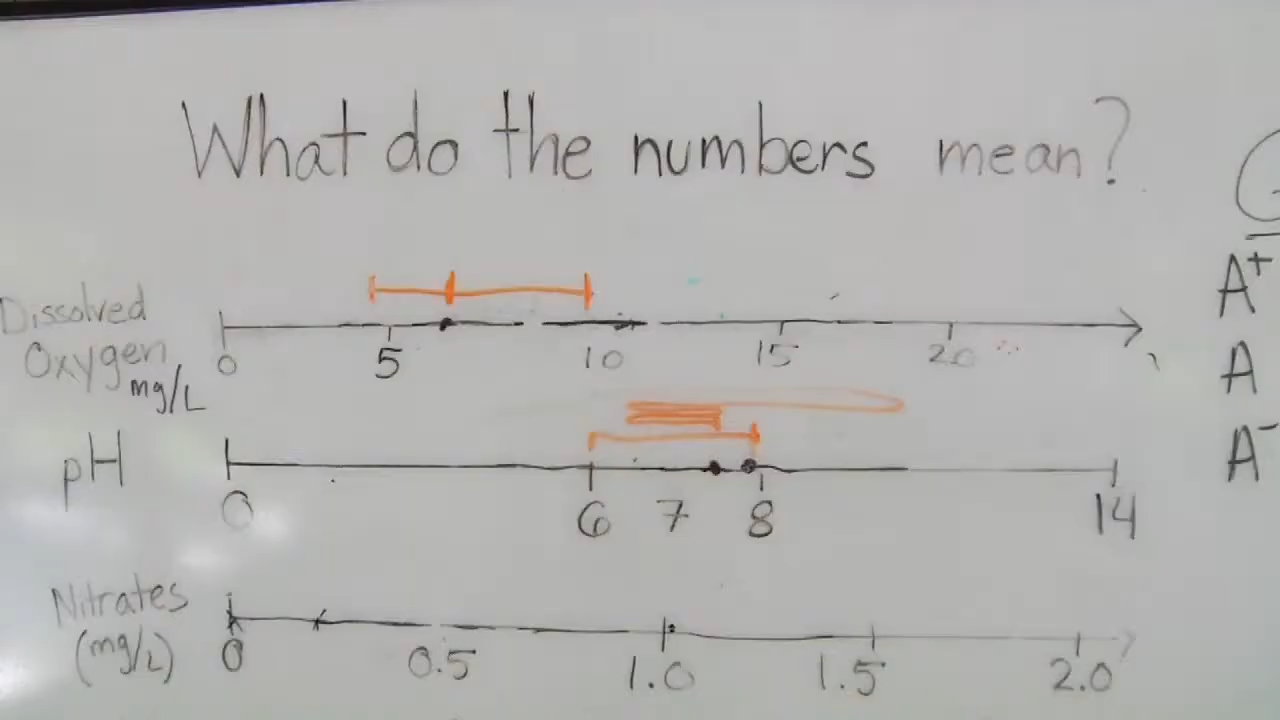 What do the numbers mean?
Dissolved
Oxygen
mg/L
0 5 10 15 20
pH
0 6 7 8 14
Nitrates
(mg/L)
0 0.5 1.0 1.5 2.0
A+
A
A-